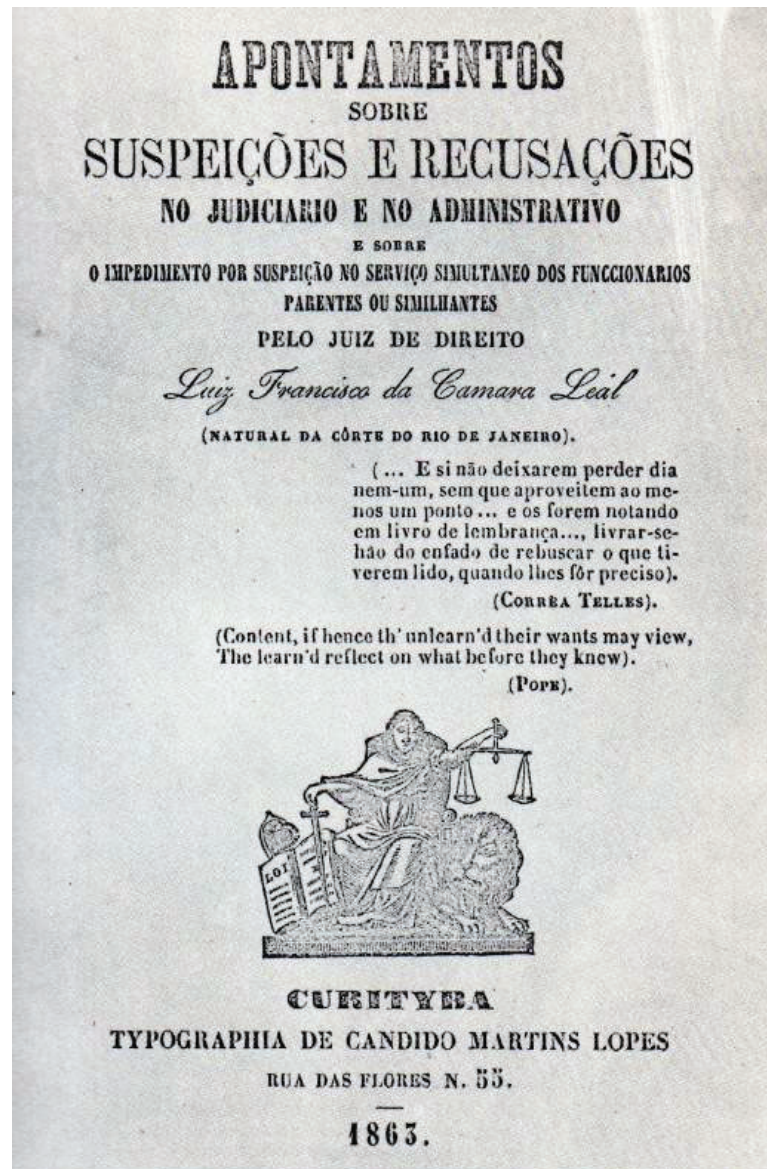 APONTAMENTOS
SOBRE
SUSPEIÇÕES E RECUSAÇÕES
NO JUDICIARIO E NO ADMINISTRATIVO
E SOBRE
O IMPEDIMENTO POR SUSPEIÇÃO NO SERVIÇO SIMULTANEO DOS FUNCCIONARIOS
PARENTES OU SIMILHANTES
PELO JUIZ DE DIREITO
Luiz Francisco da Camara Leál
(NATURAL DA CÔRTE DO RIO DE JANEIRO).
(... E si não deixarem perder dia
nem-um, sem que aproveitem ao me-
nos um ponto... e os forem notando
em livro de lembrança..., livrar-se-
hão do enfado de rebuscar o que ti-
verem lido, quando lhes fôr preciso).
(CORRÊA TELLES).
(Content, if hence th' unlearn'd their wants may view,
The learn'd reflect on what before they knew).
(POPE).
LOI
CURITYBA
TYPOGRAPHIA DE CANDIDO MARTINS LOPES
RUA DAS FLORES N. 55.
1863.